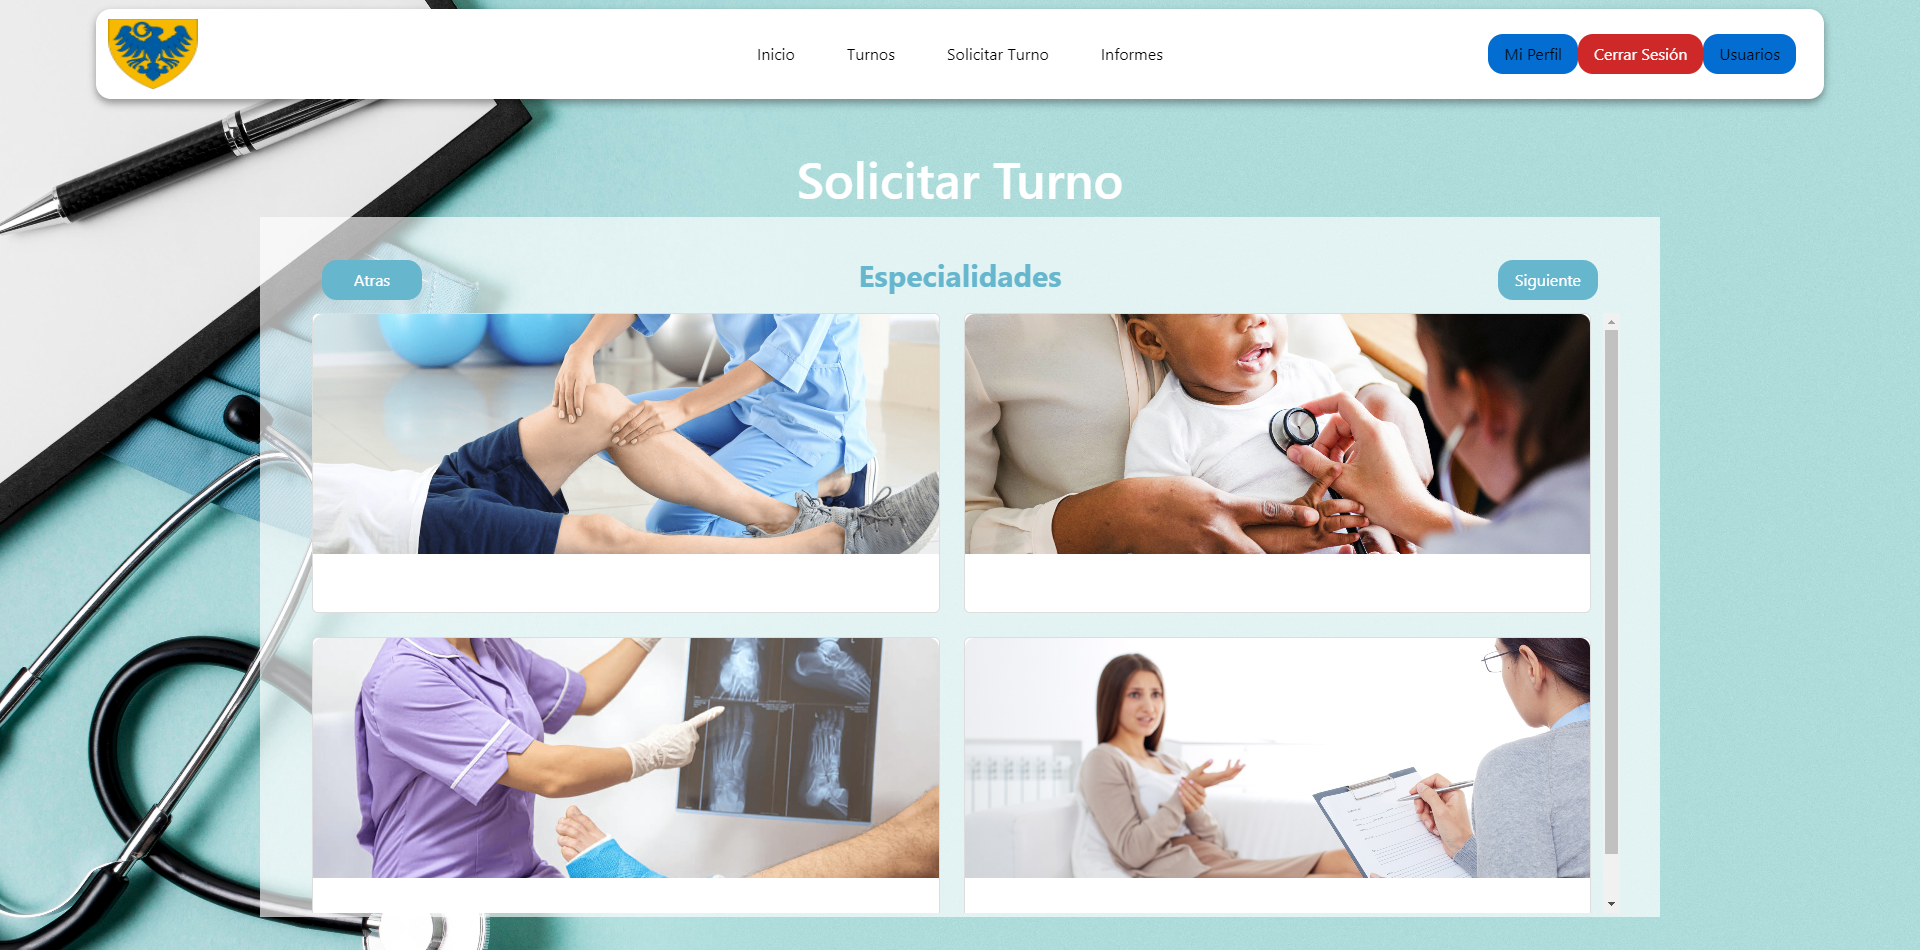 Inicio
Turnos
Solicitar Turno
Informes
Mi Perfil
Cerrar Sesión
Usuarios
Solicitar Turno
Atras
Especialidades
Siguiente